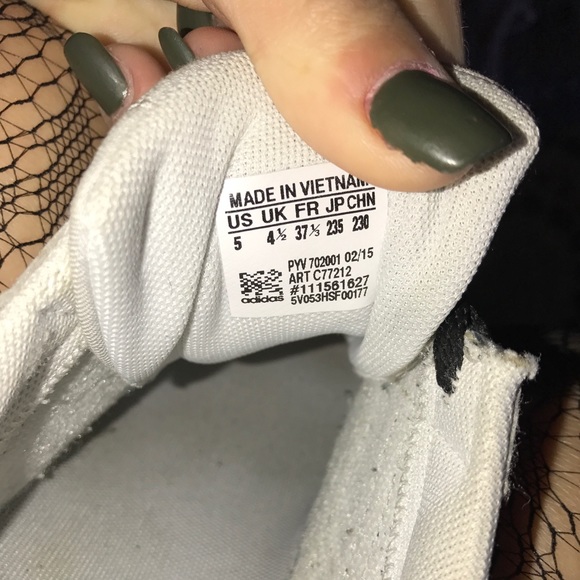 MADE IN VIETNAM
US UK FR JP CHN
5 4½ 37⅓ 235 230
PYV 702001 02/15
ART C77212
#111561627
adidas 5V053HSF00177